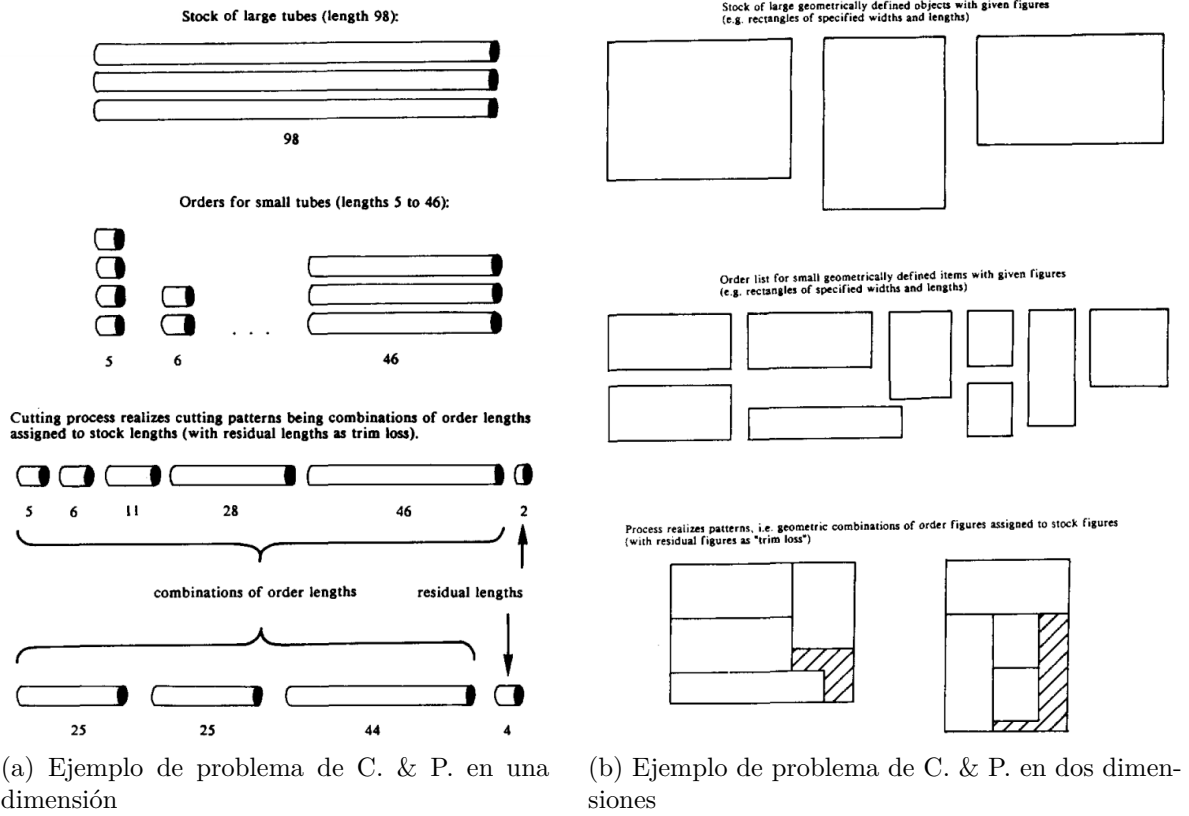 Stock of large tubes (length 98):
98
Orders for small tubes (lengths 5 to 46):
5 6 . . . 46
Cutting process realizes cutting patterns being combinations of order lengths
assigned to stock lengths (with residual lengths as trim loss).
5 6 11 28 46 2
combinations of order lengths residual lengths
25 25 44 4
(a) Ejemplo de problema de C. & P. en una
dimensión
Stock of large geometrically defined objects with given figures
(e.g. rectangles of specified widths and lengths)
Order list for small geometrically defined items with given figures
(e.g. rectangles of specified widths and lengths)
Process realizes patterns, i.e. geometric combinations of order figures assigned to stock figures
(with residual figures as "trim loss")
(b) Ejemplo de problema de C. & P. en dos dimen-
siones